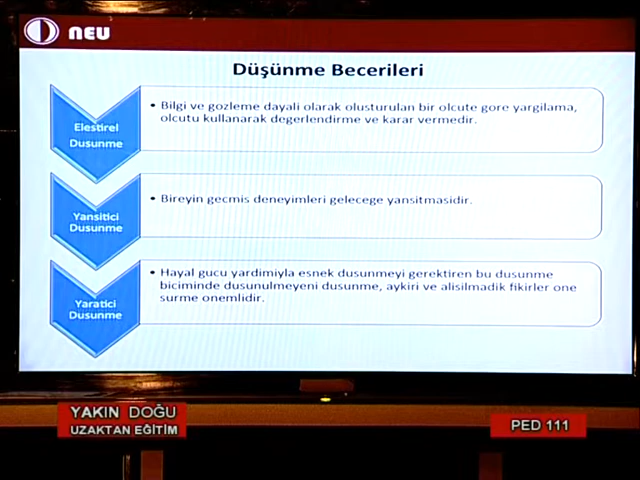 NEU
Düşünme Becerileri
Elestirel
Dusunme
• Bilgi ve gozleme dayali olarak olusturulan bir olcute gore yargilama,
olcutu kullanarak degerlendirme ve karar vermedir.
Yansitici
Dusunme
• Bireyin gecmis deneyimleri gelecege yansitmasidir.
Yaratici
Dusunme
• Hayal gucu yardimiyla esnek dusunmeyi gerektiren bu dusunme
biciminde dusunulmeyeni dusunme, aykiri ve alisilmadik fikirler one
surme onemlidir.
YAKIN DOĞU
UZAKTAN EĞİTİM
PED 111